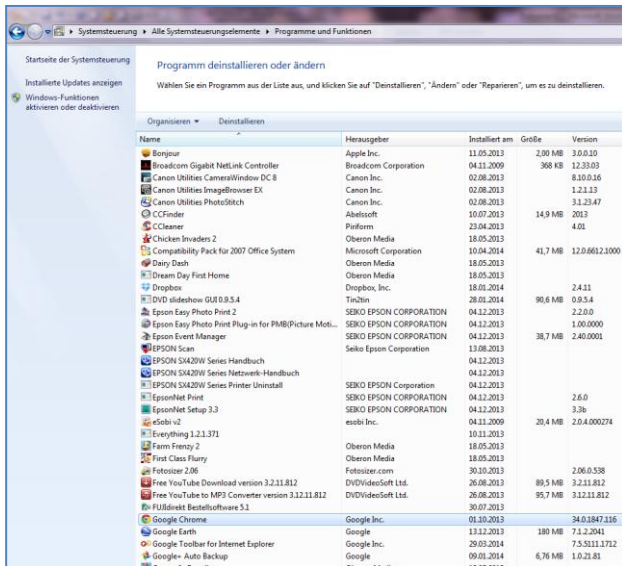 Systemsteuerung Alle Systemsteuerungselemente Programme und Funktionen
Startseite der Systemsteuerung
Installierte Updates anzeigen
Windows-Funktionen
aktivieren oder deaktivieren
Programm deinstallieren oder ändern
Wählen Sie ein Programm aus der Liste aus, und klicken Sie auf "Deinstallieren", "Ändern" oder "Reparieren", um es zu deinstallieren.
Organisieren Deinstallieren
Name Herausgeber Installiert am Größe Version
Bonjour Apple Inc. 11.05.2013 2,00 MB 3.0.0.10
Broadcom Gigabit NetLink Controller Broadcom Corporation 04.11.2009 368 KB 12.33.03
Canon Utilities CameraWindow DC 8 Canon Inc. 02.08.2013 8.10.0.16
Canon Utilities ImageBrowser EX Canon Inc. 02.08.2013 1.2.1.13
Canon Utilities PhotoStitch Canon Inc. 02.08.2013 3.1.23.47
CCFinder Abelssoft 10.07.2013 14,9 MB 2013
CCleaner Piriform 23.04.2013 4.01
Chicken Invaders 2 Oberon Media 18.05.2013
Compatibility Pack für 2007 Office System Microsoft Corporation 10.04.2014 41,7 MB 12.0.6612.1000
Dairy Dash Oberon Media 18.05.2013
Dream Day First Home Oberon Media 18.05.2013
Dropbox Dropbox, Inc. 18.01.2014 2.4.11
DVD slideshow GUI 0.9.5.4 Tin2tin 28.01.2014 90,6 MB 0.9.5.4
Epson Easy Photo Print 2 SEIKO EPSON CORPORATION 04.12.2013 2.2.0.0
Epson Easy Photo Print Plug-in for PMB(Picture Moti... SEIKO EPSON CORPORATION 04.12.2013 1.00.0000
Epson Event Manager SEIKO EPSON CORPORATION 04.12.2013 38,7 MB 2.40.0001
EPSON Scan Seiko Epson Corporation 13.08.2013
EPSON SX420W Series Handbuch 04.12.2013
EPSON SX420W Series Netzwerk-Handbuch 04.12.2013
EPSON SX420W Series Printer Uninstall SEIKO EPSON Corporation 04.12.2013
EpsonNet Print SEIKO EPSON CORPORATION 04.12.2013 2.6.0
EpsonNet Setup 3.3 SEIKO EPSON CORPORATION 04.12.2013 3.3b
eSobi v2 esobi Inc. 04.11.2009 20,4 MB 2.0.4.000274
Everything 1.2.1.371 10.11.2013
Farm Frenzy 2 Oberon Media 18.05.2013
First Class Flurry Oberon Media 18.05.2013
Fotosizer 2.06 Fotosizer.com 30.10.2013 2.06.0.538
Free YouTube Download version 3.2.11.812 DVDVideoSoft Ltd. 26.08.2013 89,5 MB 3.2.11.812
Free YouTube to MP3 Converter version 3.12.11.812 DVDVideoSoft Ltd. 26.08.2013 95,7 MB 3.12.11.812
FUJIdirekt Bestellsoftware 5.1 30.07.2013
Google Chrome Google Inc. 01.10.2013 34.0.1847.116
Google Earth Google 13.12.2013 180 MB 7.1.2.2041
Google Toolbar for Internet Explorer Google Inc. 29.03.2014 7.5.5111.1712
Google+ Auto Backup Google 09.01.2014 6,76 MB 1.0.21.81